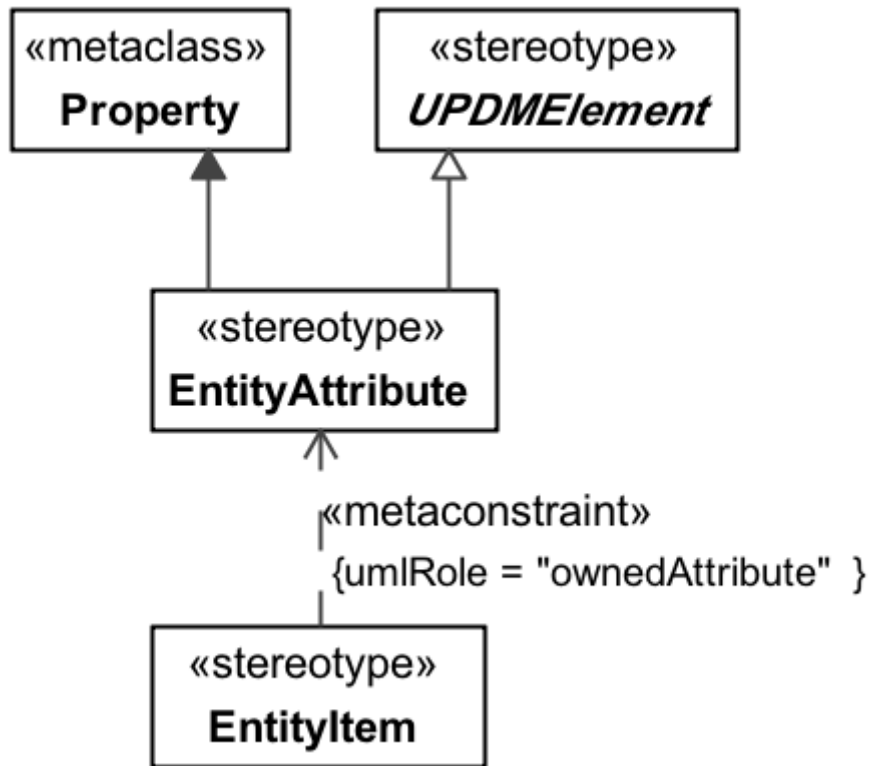 «metaclass»
Property
«stereotype»
UPDMElement
«stereotype»
EntityAttribute
«metaconstraint»
{umlRole = "ownedAttribute" }
«stereotype»
EntityItem